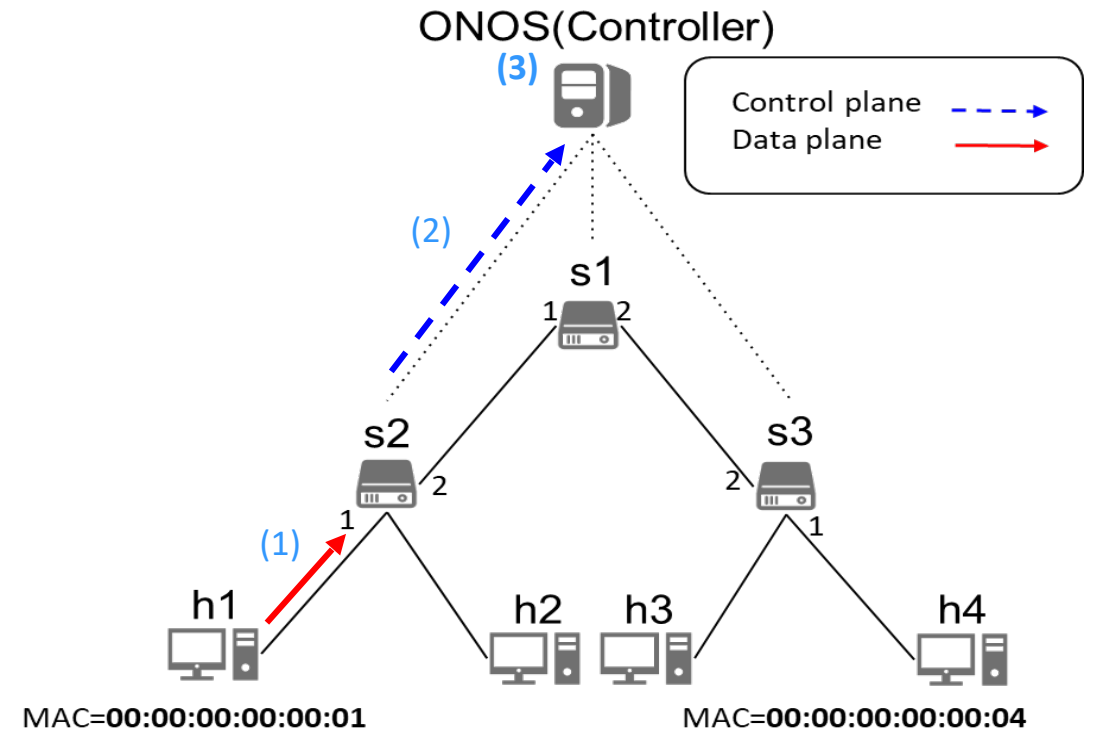 ONOS(Controller)
(3)
Control plane
Data plane
(2)
s1
1
2
s2
s3
2
2
1
1
(1)
h1
h2
h3
h4
MAC=00:00:00:00:00:01
MAC=00:00:00:00:00:04